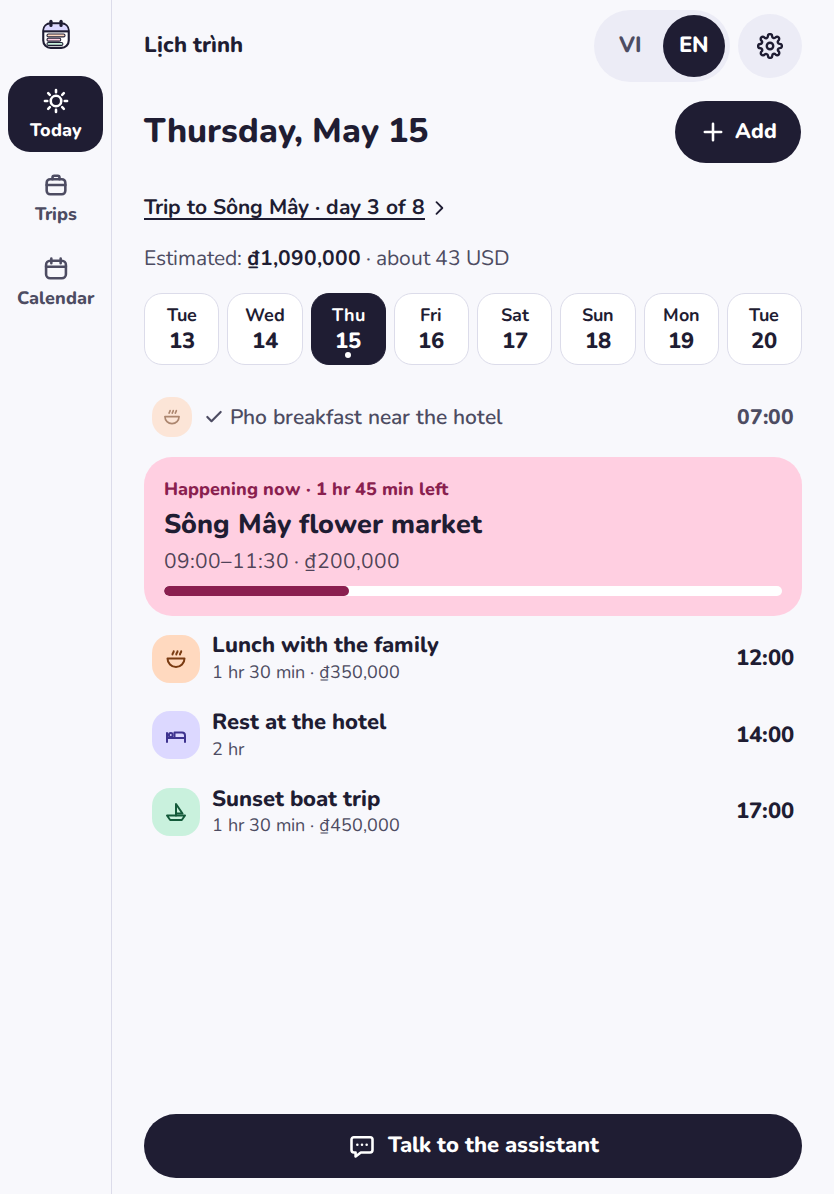 Lịch trình
VI
EN
Today
Thursday, May 15
Add
Trips
Trip to Sông Mây · day 3 of 8
Estimated: ₫1,090,000 · about 43 USD
Calendar
Tue Wed Thu Fri Sat Sun Mon Tue
13 14 15 16 17 18 19 20
Pho breakfast near the hotel 07:00
Happening now · 1 hr 45 min left
Sông Mây flower market
09:00–11:30 · ₫200,000
Lunch with the family
1 hr 30 min · ₫350,000
12:00
Rest at the hotel
2 hr
14:00
Sunset boat trip
1 hr 30 min · ₫450,000
17:00
Talk to the assistant